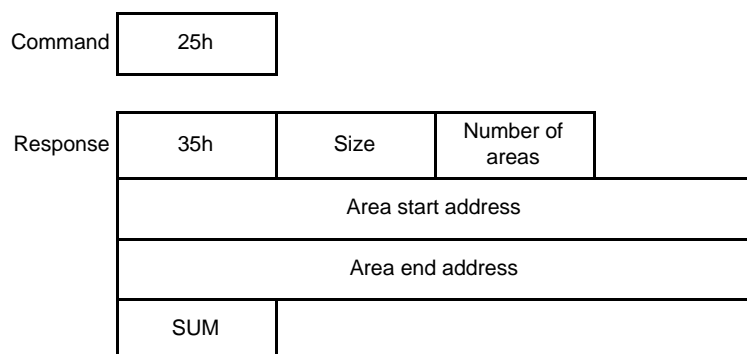 Command 25h
Response 35h Size Number of
areas
Area start address
Area end address
SUM